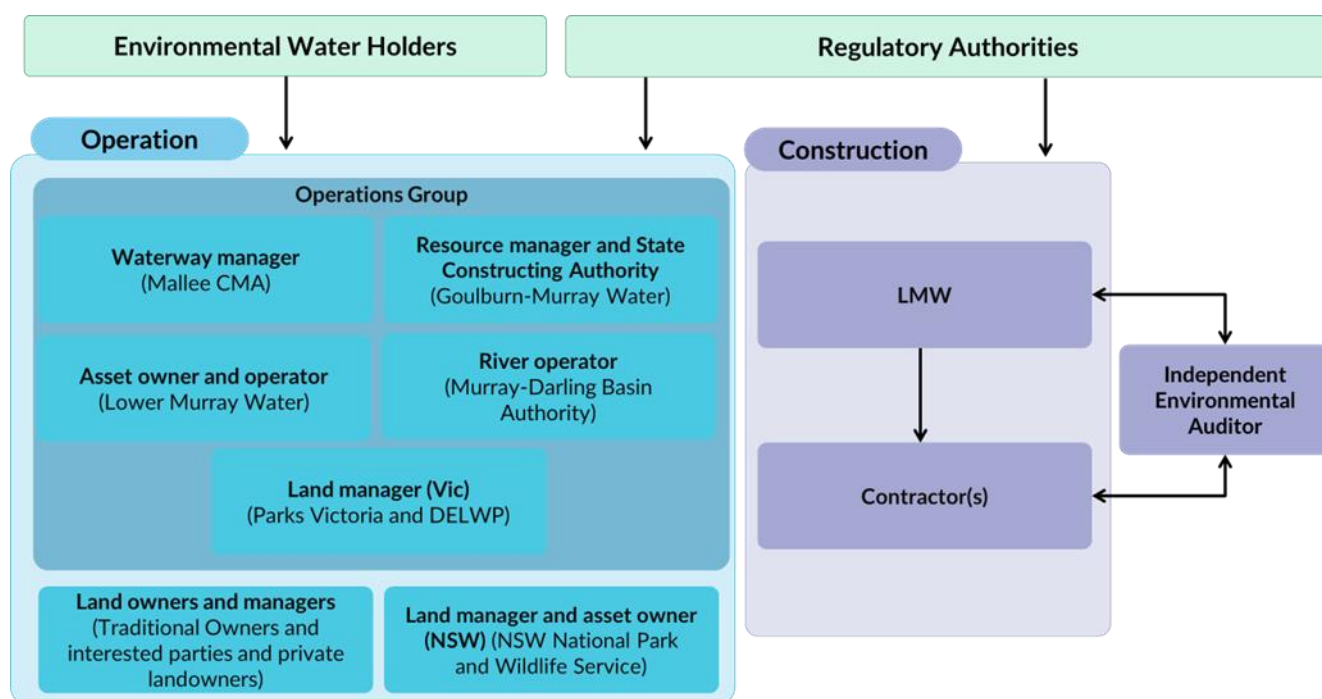 Environmental Water Holders
Regulatory Authorities
Operation
Operations Group
Waterway manager
(Mallee CMA)
Resource manager and State
Constructing Authority
(Goulburn-Murray Water)
Asset owner and operator
(Lower Murray Water)
River operator
(Murray-Darling Basin
Authority)
Land manager (Vic)
(Parks Victoria and DELWP)
Land owners and managers
(Traditional Owners and
interested parties and private
landowners)
Land manager and asset owner
(NSW) (NSW National Park
and Wildlife Service)
Construction
LMW
Contractor(s)
Independent
Environmental
Auditor